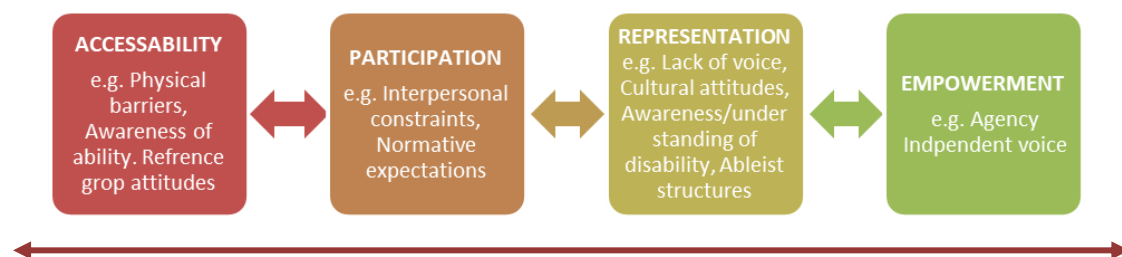 ACCESSABILITY
e.g. Physical
barriers,
Awareness of
ability. Refrence
grop attitudes
PARTICIPATION
e.g. Interpersonal
constraints,
Normative
expectations
REPRESENTATION
e.g. Lack of voice,
Cultural attitudes,
Awareness/under
standing of
disability, Ableist
structures
EMPOWERMENT
e.g. Agency
Indpendent voice